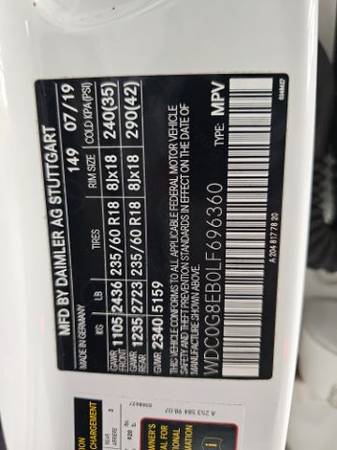 MFD BY DAIMLER AG STUTTGART
MADE IN GERMANY 149 07/19
KG LB TIRES RIM SIZE COLD KPA(PSI)
GAWR FRONT 1105 2436 235/60 R18 8Jx18 240(35)
GAWR REAR 1235 2723 235/60 R18 8Jx18 290(42)
GVWR 2340 5159
THIS VEHICLE CONFORMS TO ALL APPLICABLE FEDERAL MOTOR VEHICLE
SAFETY AND THEFT PREVENTION STANDARDS IN EFFECT ON THE DATE OF
MANUFACTURE SHOWN ABOVE. TYPE: MPV
WDC0G8EB0LF696360
A 204 817 78 20
A 253 584 98 07
CHARGEMENT
ARRIERE